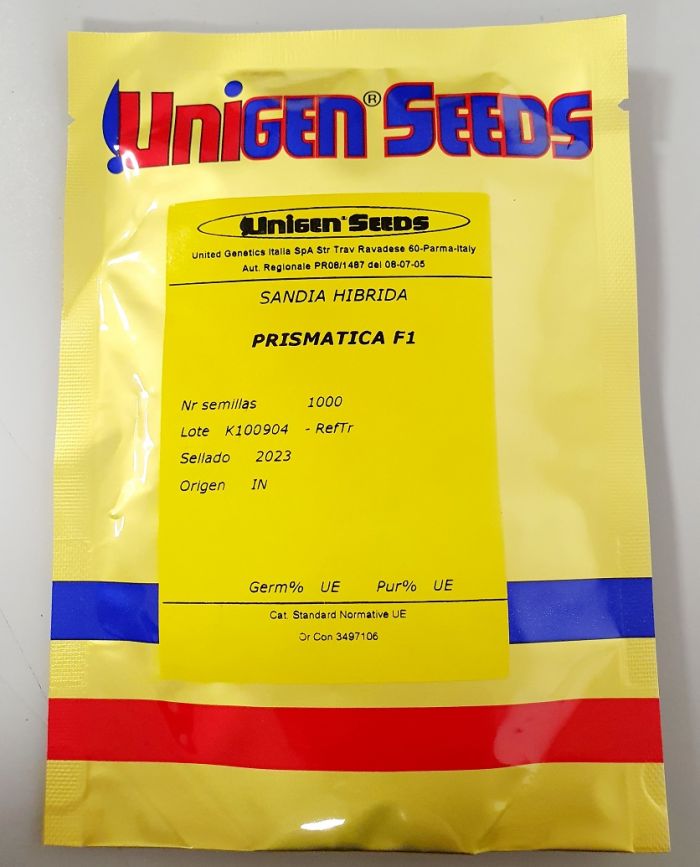 UniGEN® SEEDS
UniGEN® SEEDS
United Genetics Italia SpA Str Trav Ravadese 60-Parma-Italy
Aut. Regionale PR08/1487 del 08-07-05
SANDIA HIBRIDA
PRISMATICA F1
Nr semillas 1000
Lote K100904 - RefTr
Sellado 2023
Origen IN
Germ% UE Pur% UE
Cat. Standard Normative UE
Or Con 3497106